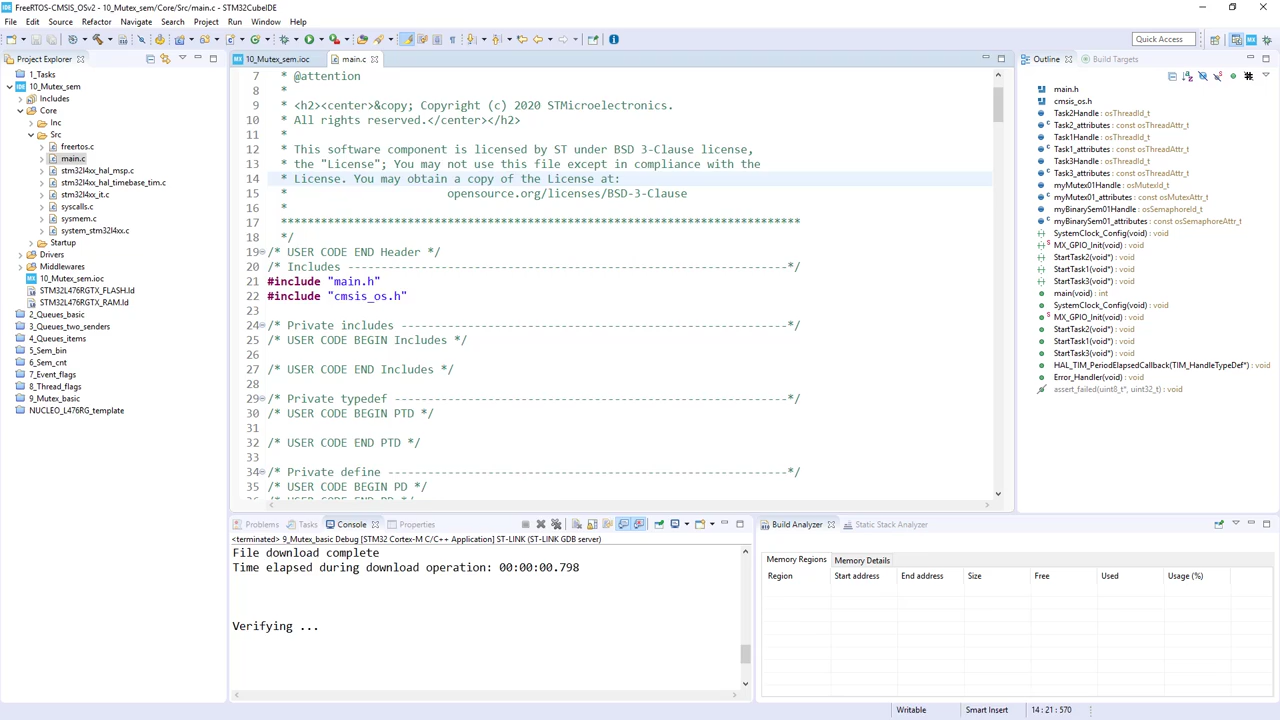 FreeRTOS-CMSIS_OSv2 - 10_Mutex_sem/Core/Src/main.c - STM32CubeIDE
File Edit Source Refactor Navigate Search Project Run Window Help
Quick Access
Project Explorer
1_Tasks
10_Mutex_sem
Includes
Core
Inc
Src
freertos.c
main.c
stm32l4xx_hal_msp.c
stm32l4xx_hal_timebase_tim.c
stm32l4xx_it.c
syscalls.c
sysmem.c
system_stm32l4xx.c
Startup
Drivers
Middlewares
10_Mutex_sem.ioc
STM32L476RGTX_FLASH.ld
STM32L476RGTX_RAM.ld
2_Queues_basic
3_Queues_two_senders
4_Queues_items
5_Sem_bin
6_Sem_cnt
7_Event_flags
8_Thread_flags
9_Mutex_basic
NUCLEO_L476RG_template
10_Mutex_sem.ioc main.c
7 * @attention
8 *
9 * <h2><center>&copy; Copyright (c) 2020 STMicroelectronics.
10 * All rights reserved.</center></h2>
11 *
12 * This software component is licensed by ST under BSD 3-Clause license,
13 * the "License"; You may not use this file except in compliance with the
14 * License. You may obtain a copy of the License at:
15 * opensource.org/licenses/BSD-3-Clause
16 *
17 ******************************************************************************
18 */
19 /* USER CODE END Header */
20 /* Includes ------------------------------------------------------------------*/
21 #include "main.h"
22 #include "cmsis_os.h"
23
24 /* Private includes ----------------------------------------------------------*/
25 /* USER CODE BEGIN Includes */
26
27 /* USER CODE END Includes */
28
29 /* Private typedef -----------------------------------------------------------*/
30 /* USER CODE BEGIN PTD */
31
32 /* USER CODE END PTD */
33
34 /* Private define ------------------------------------------------------------*/
35 /* USER CODE BEGIN PD */
36 /* USER CODE END PD */
Outline Build Targets
main.h
cmsis_os.h
Task2Handle : osThreadId_t
Task2_attributes : const osThreadAttr_t
Task1Handle : osThreadId_t
Task1_attributes : const osThreadAttr_t
Task3Handle : osThreadId_t
Task3_attributes : const osThreadAttr_t
myMutex01Handle : osMutexId_t
myMutex01_attributes : const osMutexAttr_t
myBinarySem01Handle : osSemaphoreId_t
myBinarySem01_attributes : const osSemaphoreAttr_t
SystemClock_Config(void) : void
MX_GPIO_Init(void) : void
StartTask2(void*) : void
StartTask1(void*) : void
StartTask3(void*) : void
main(void) : int
SystemClock_Config(void) : void
MX_GPIO_Init(void) : void
StartTask2(void*) : void
StartTask1(void*) : void
StartTask3(void*) : void
HAL_TIM_PeriodElapsedCallback(TIM_HandleTypeDef*) : void
Error_Handler(void) : void
assert_failed(uint8_t*, uint32_t) : void
Problems Tasks Console Properties
<terminated> 9_Mutex_basic Debug [STM32 Cortex-M C/C++ Application] ST-LINK (ST-LINK GDB server)
File download complete
Time elapsed during download operation: 00:00:00.798
Verifying ...
Build Analyzer Static Stack Analyzer
Memory Regions Memory Details
Region Start address End address Size Free Used Usage (%)
Writable Smart Insert 14 : 21 : 570